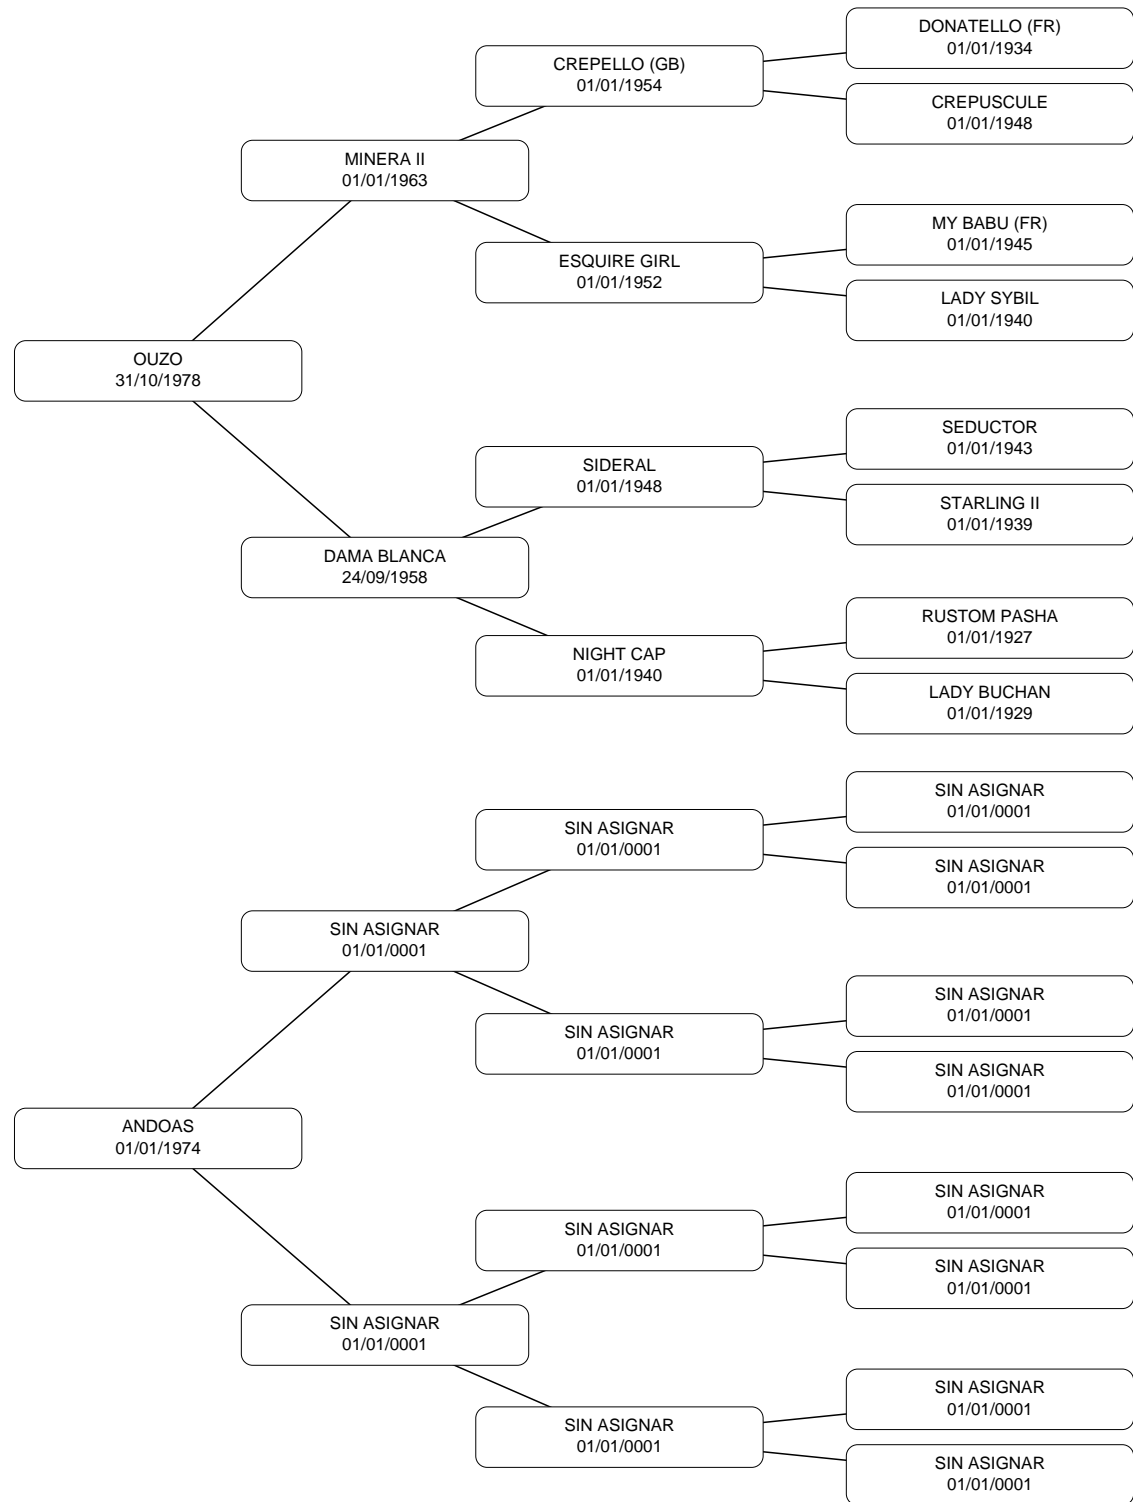 DONATELLO (FR)
01/01/1934
CREPELLO (GB)
01/01/1954
CREPUSCULE
01/01/1948
MINERA II
01/01/1963
MY BABU (FR)
01/01/1945
ESQUIRE GIRL
01/01/1952
LADY SYBIL
01/01/1940
OUZO
31/10/1978
SEDUCTOR
01/01/1943
SIDERAL
01/01/1948
STARLING II
01/01/1939
DAMA BLANCA
24/09/1958
RUSTOM PASHA
01/01/1927
NIGHT CAP
01/01/1940
LADY BUCHAN
01/01/1929
SIN ASIGNAR
01/01/0001
SIN ASIGNAR
01/01/0001
SIN ASIGNAR
01/01/0001
SIN ASIGNAR
01/01/0001
SIN ASIGNAR
01/01/0001
SIN ASIGNAR
01/01/0001
SIN ASIGNAR
01/01/0001
ANDOAS
01/01/1974
SIN ASIGNAR
01/01/0001
SIN ASIGNAR
01/01/0001
SIN ASIGNAR
01/01/0001
SIN ASIGNAR
01/01/0001
SIN ASIGNAR
01/01/0001
SIN ASIGNAR
01/01/0001
SIN ASIGNAR
01/01/0001